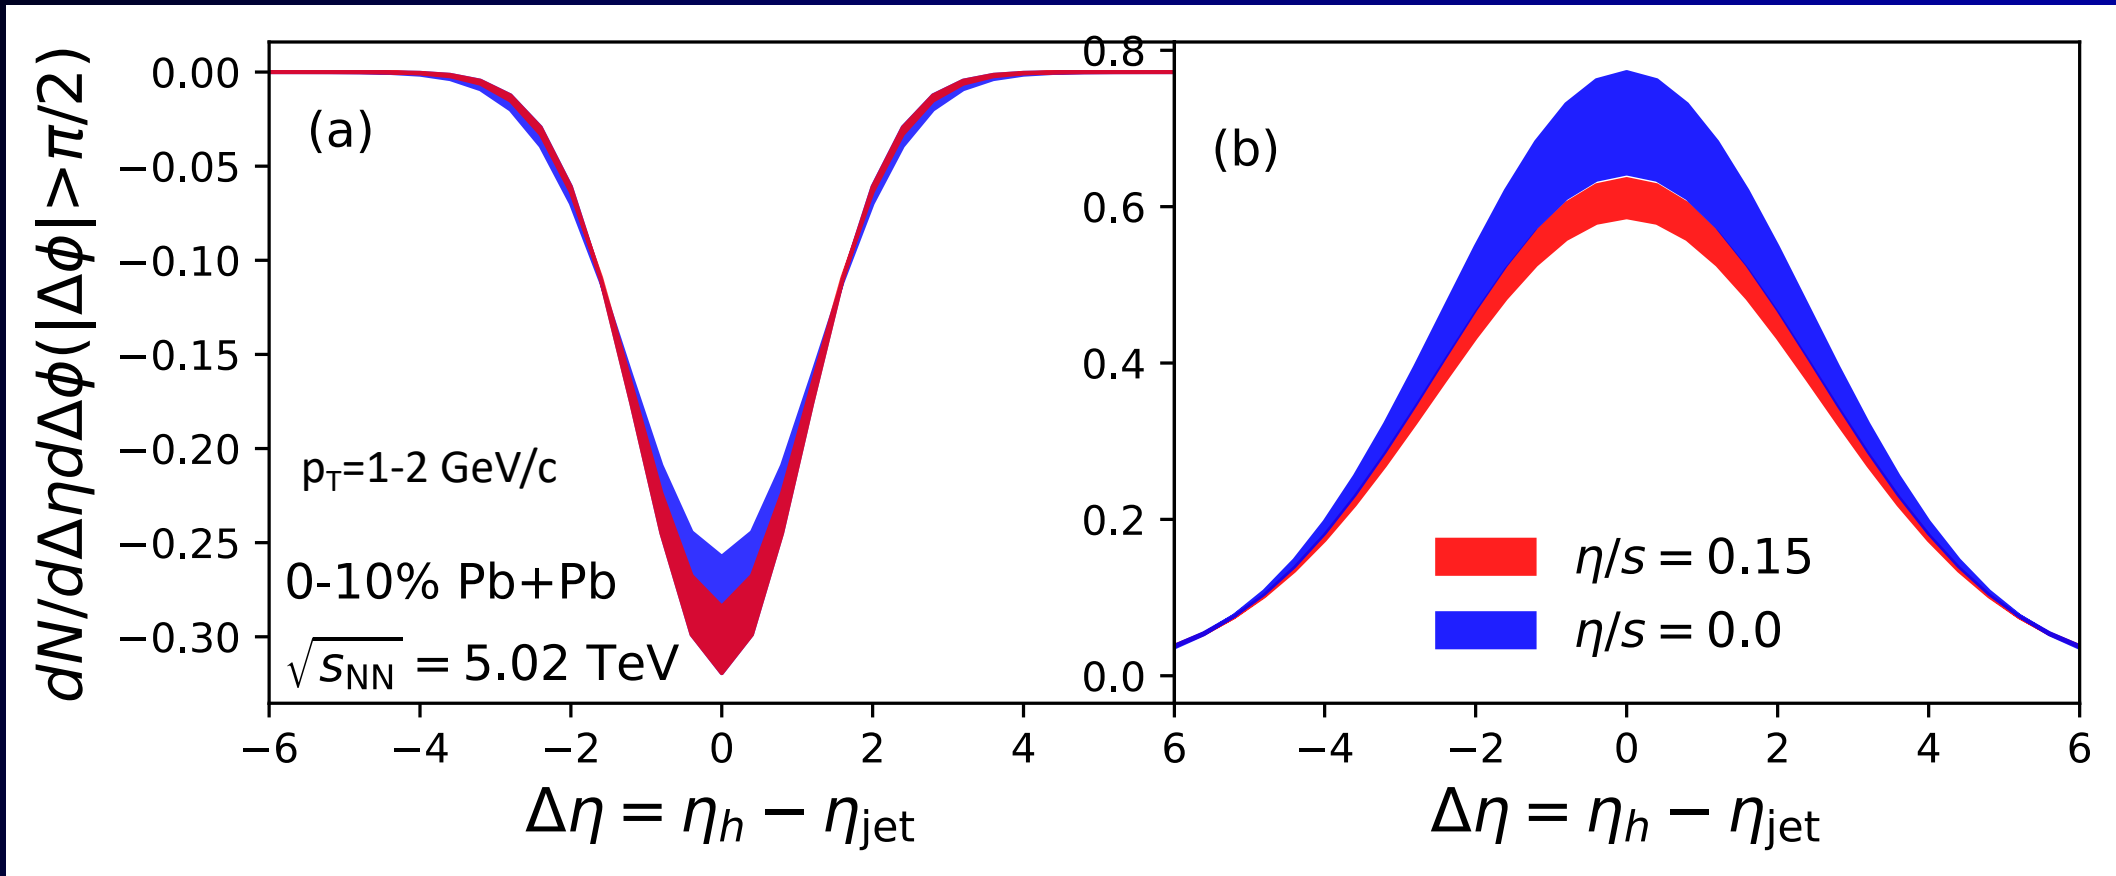 dN/dΔηdΔϕ(|Δϕ|>π/2)
0.00
−0.05
−0.10
−0.15
−0.20
−0.25
−0.30
(a)
p_T=1-2 GeV/c
0-10% Pb+Pb
√s_NN = 5.02 TeV
−6 −4 −2 0 2 4 6
Δη = η_h − η_jet
0.8
0.6
0.4
0.2
0.0
(b)
η/s = 0.15
η/s = 0.0
−4 −2 0 2 4 6
Δη = η_h − η_jet